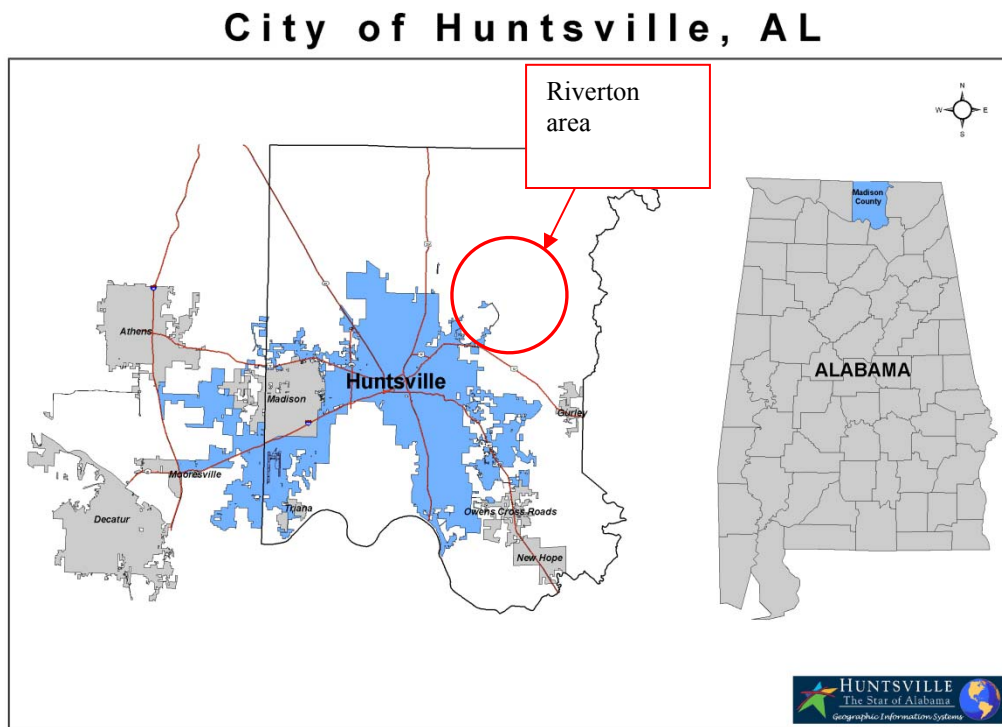 City of Huntsville, AL
Riverton
area
N
W
E
S
Madison
County
Athens
Huntsville
Madison
ALABAMA
Gurley
Mooresville
Triana
Owens Cross Roads
Decatur
New Hope
HUNTSVILLE
The Star of Alabama
Geographic Information Systems